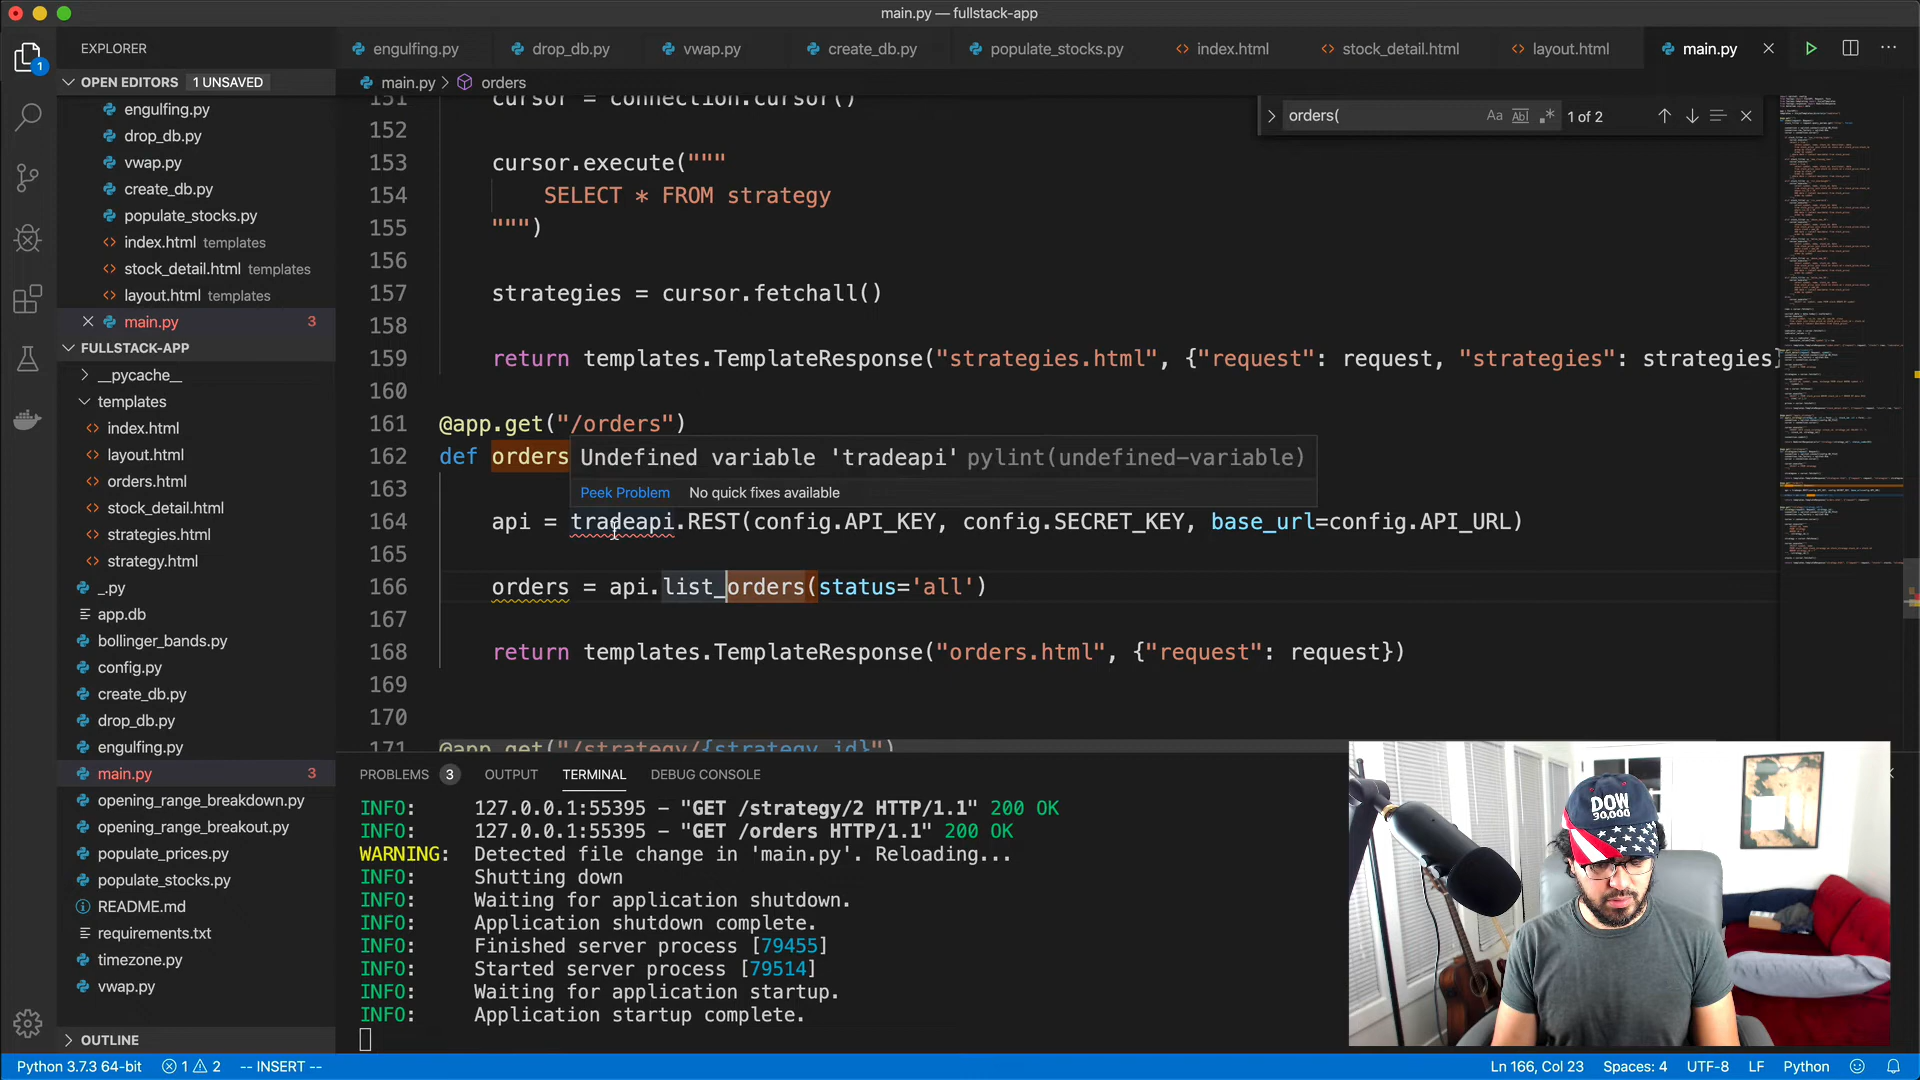 main.py — fullstack-app
EXPLORER
OPEN EDITORS 1 UNSAVED
engulfing.py
drop_db.py
vwap.py
create_db.py
populate_stocks.py
index.html templates
stock_detail.html templates
layout.html templates
main.py 3
FULLSTACK-APP
__pycache__
templates
index.html
layout.html
orders.html
stock_detail.html
strategies.html
strategy.html
_.py
app.db
bollinger_bands.py
config.py
create_db.py
drop_db.py
engulfing.py
main.py 3
opening_range_breakdown.py
opening_range_breakout.py
populate_prices.py
populate_stocks.py
README.md
requirements.txt
timezone.py
vwap.py
OUTLINE
engulfing.py drop_db.py vwap.py create_db.py populate_stocks.py index.html stock_detail.html layout.html main.py
main.py > orders
orders( Aa Abl .* 1 of 2
151 cursor = connection.cursor()
152
153 cursor.execute("""
154 SELECT * FROM strategy
155 """)
156
157 strategies = cursor.fetchall()
158
159 return templates.TemplateResponse("strategies.html", {"request": request, "strategies": strategies}
160
161 @app.get("/orders")
162 def orders
Undefined variable 'tradeapi' pylint(undefined-variable)
Peek Problem No quick fixes available
163
164 api = tradeapi.REST(config.API_KEY, config.SECRET_KEY, base_url=config.API_URL)
165
166 orders = api.list_orders(status='all')
167
168 return templates.TemplateResponse("orders.html", {"request": request})
169
170
171 @app.get("/strategy/{strategy_id}")
PROBLEMS 3 OUTPUT TERMINAL DEBUG CONSOLE
INFO: 127.0.0.1:55395 - "GET /strategy/2 HTTP/1.1" 200 OK
INFO: 127.0.0.1:55395 - "GET /orders HTTP/1.1" 200 OK
WARNING: Detected file change in 'main.py'. Reloading...
INFO: Shutting down
INFO: Waiting for application shutdown.
INFO: Application shutdown complete.
INFO: Finished server process [79455]
INFO: Started server process [79514]
INFO: Waiting for application startup.
INFO: Application startup complete.
DOW
30,000
1
Python 3.7.3 64-bit 1 2 -- INSERT --
Ln 166, Col 23 Spaces: 4 UTF-8 LF Python